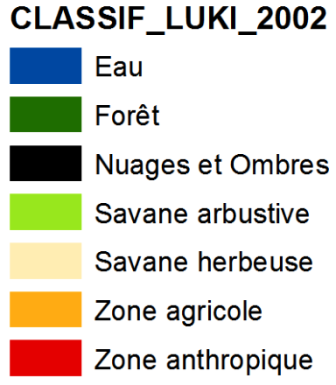 CLASSIF_LUKI_2002
Eau
Forêt
Nuages et Ombres
Savane arbustive
Savane herbeuse
Zone agricole
Zone anthropique